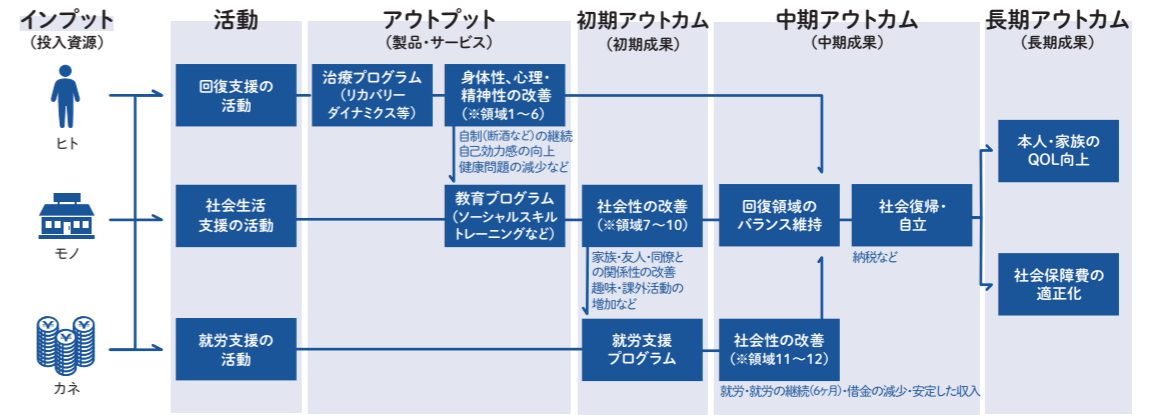 インプット
(投入資源)
活動
アウトプット
(製品・サービス)
初期アウトカム
(初期成果)
中期アウトカム
(中期成果)
長期アウトカム
(長期成果)
ヒト
回復支援の
活動
治療プログラム
(リカバリー
ダイナミクス等)
身体性、心理・
精神性の改善
(※領域1〜6)
自制(断酒など)の継続
自己効力感の向上
健康問題の減少など
本人・家族の
QOL向上
モノ
社会生活
支援の活動
教育プログラム
(ソーシャルスキル
トレーニングなど)
社会性の改善
(※領域7〜10)
家族・友人・同僚と
の関係性の改善
趣味・課外活動の
増加など
回復領域の
バランス維持
社会復帰・
自立
納税など
社会保障費の
適正化
¥
¥
¥
カネ
就労支援の
活動
就労支援
プログラム
社会性の改善
(※領域11〜12)
就労・就労の継続(6ヶ月)・借金の減少・安定した収入